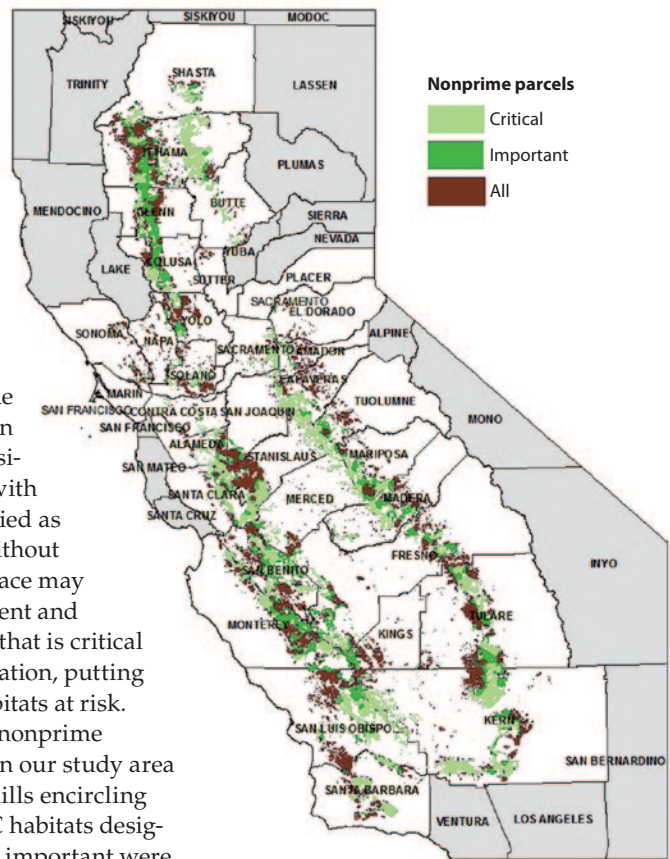 SISKIYOU
SISKIYOU
MODOC
SHASTA
TRINITY
LASSEN
Nonprime parcels
Critical
Important
All
TEHAMA
PLUMAS
BUTTE
MENDOCINO
GLENN
SIERRA
NEVADA
YUBA
COLUSA
LAKE
SUTTER
PLACER
SACRAMENTO
EL DORADO
YOLO
SONOMA
NAPA
ALPINE
SACRAMENTO
AMADOR
SOLANO
CALAVERAS
MARIN
TUOLUMNE
SAN FRANCISCO
CONTRA COSTA
SAN JOAQUIN
MONO
SAN FRANCISCO
ALAMEDA
STANISLAUS
MARIPOSA
SAN MATEO
SANTA CLARA
MERCED
MADERA
SANTA CRUZ
FRESNO
INYO
SAN BENITO
MONTEREY
TULARE
KINGS
SAN LUIS OBISPO
KERN
SAN BERNARDINO
SANTA BARBARA
VENTURA
LOS ANGELES
e
n
si-
with
ied as
ithout
ace may
ent and
that is critical
ation, putting
bitats at risk.
nonprime
n our study area
ills encircling
C habitats desig-
important were